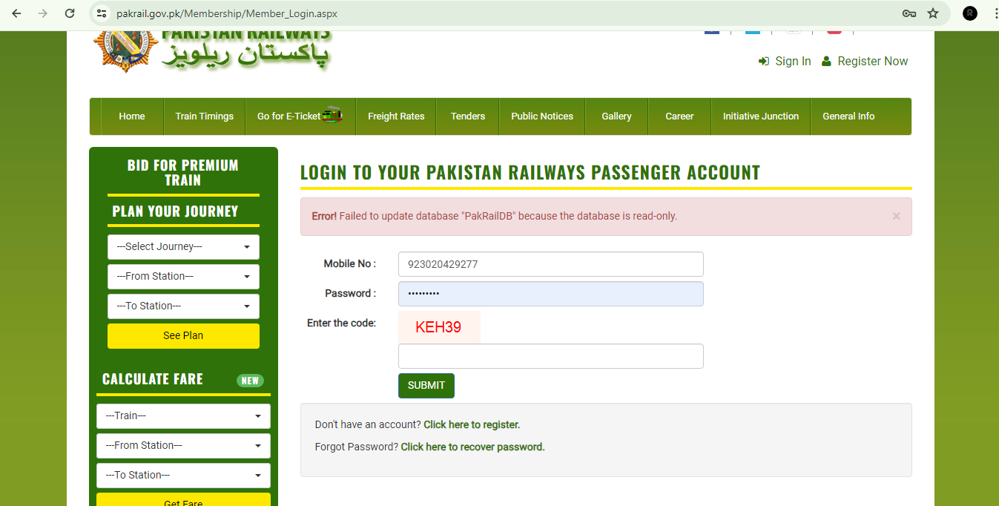 pakrail.gov.pk/Membership/Member_Login.aspx
R
PAKISTAN RAILWAYS
پاکستان ریلویز
Sign In Register Now
Home Train Timings Go for E-Ticket Freight Rates Tenders Public Notices Gallery Career Initiative Junction General Info
BID FOR PREMIUM
TRAIN
PLAN YOUR JOURNEY
---Select Journey---
---From Station---
---To Station---
See Plan
CALCULATE FARE NEW
---Train---
---From Station---
---To Station---
Get Fare
LOGIN TO YOUR PAKISTAN RAILWAYS PASSENGER ACCOUNT
Error! Failed to update database "PakRailDB" because the database is read-only. ×
Mobile No : 923020429277
Password : •••••••••
Enter the code: KEH39
SUBMIT
Don't have an account? Click here to register.
Forgot Password? Click here to recover password.